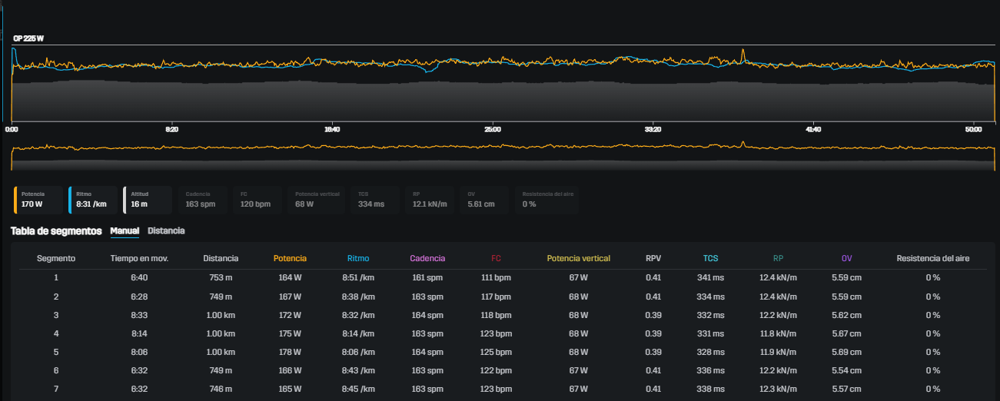 CP 225 W
0:00 8:20 16:40 25:00 33:20 41:40 50:00
Potencia Ritmo Altitud Cadencia FC Potencia vertical TCS RP OV Resistencia del aire
170 W 8:31 /km 16 m 163 spm 120 bpm 68 W 334 ms 12.1 kN/m 5.61 cm 0 %
Tabla de segmentos Manual Distancia
Segmento Tiempo en mov. Distancia Potencia Ritmo Cadencia FC Potencia vertical RPV TCS RP OV Resistencia del aire
1 6:40 753 m 164 W 8:51 /km 161 spm 111 bpm 67 W 0.41 341 ms 12.4 kN/m 5.59 cm 0 %
2 6:28 749 m 167 W 8:38 /km 163 spm 117 bpm 68 W 0.41 334 ms 12.4 kN/m 5.59 cm 0 %
3 8:33 1.00 km 172 W 8:32 /km 164 spm 118 bpm 68 W 0.39 332 ms 12.2 kN/m 5.62 cm 0 %
4 8:14 1.00 km 175 W 8:14 /km 163 spm 123 bpm 68 W 0.39 331 ms 11.8 kN/m 5.67 cm 0 %
5 8:06 1.00 km 178 W 8:06 /km 164 spm 125 bpm 68 W 0.39 328 ms 11.9 kN/m 5.69 cm 0 %
6 6:32 749 m 166 W 8:43 /km 163 spm 122 bpm 68 W 0.41 336 ms 12.2 kN/m 5.54 cm 0 %
7 6:32 746 m 165 W 8:45 /km 163 spm 123 bpm 67 W 0.41 338 ms 12.3 kN/m 5.57 cm 0 %